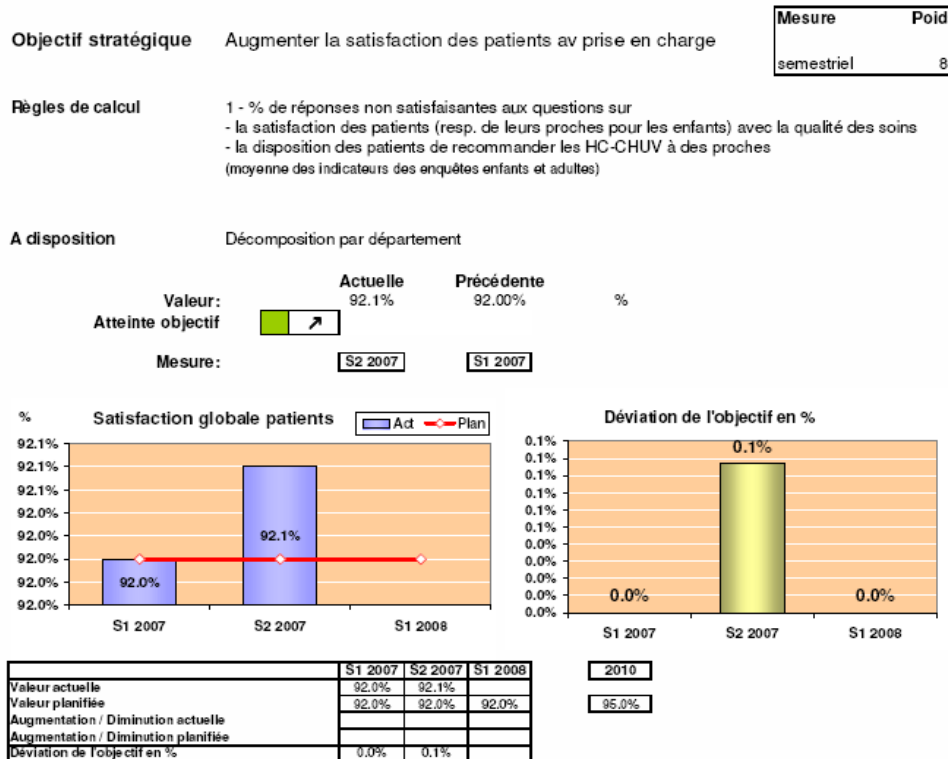 Mesure Poid
Objectif stratégique Augmenter la satisfaction des patients av prise en charge
semestriel 8
Règles de calcul 1 - % de réponses non satisfaisantes aux questions sur
- la satisfaction des patients (resp. de leurs proches pour les enfants) avec la qualité des soins
- la disposition des patients de recommander les HC-CHUV à des proches
(moyenne des indicateurs des enquêtes enfants et adultes)
A disposition Décomposition par département
Actuelle Précédente
Valeur: 92.1% 92.00% %
Atteinte objectif
Mesure: S2 2007 S1 2007
% Satisfaction globale patients Act Plan
92.1%
92.1%
92.1%
92.0%
92.0%
92.0%
92.0%
92.0%
92.0%
92.1%
S1 2007 S2 2007 S1 2008
Déviation de l'objectif en %
0.1%
0.1%
0.1%
0.1%
0.1%
0.1%
0.0%
0.0%
0.0%
0.0%
0.0%
0.0%
0.1%
0.0%
S1 2007 S2 2007 S1 2008
S1 2007 S2 2007 S1 2008 2010
Valeur actuelle 92.0% 92.1%
Valeur planifiée 92.0% 92.0% 92.0% 95.0%
Augmentation / Diminution actuelle
Augmentation / Diminution planifiée
Déviation de l'objectif en % 0.0% 0.1%